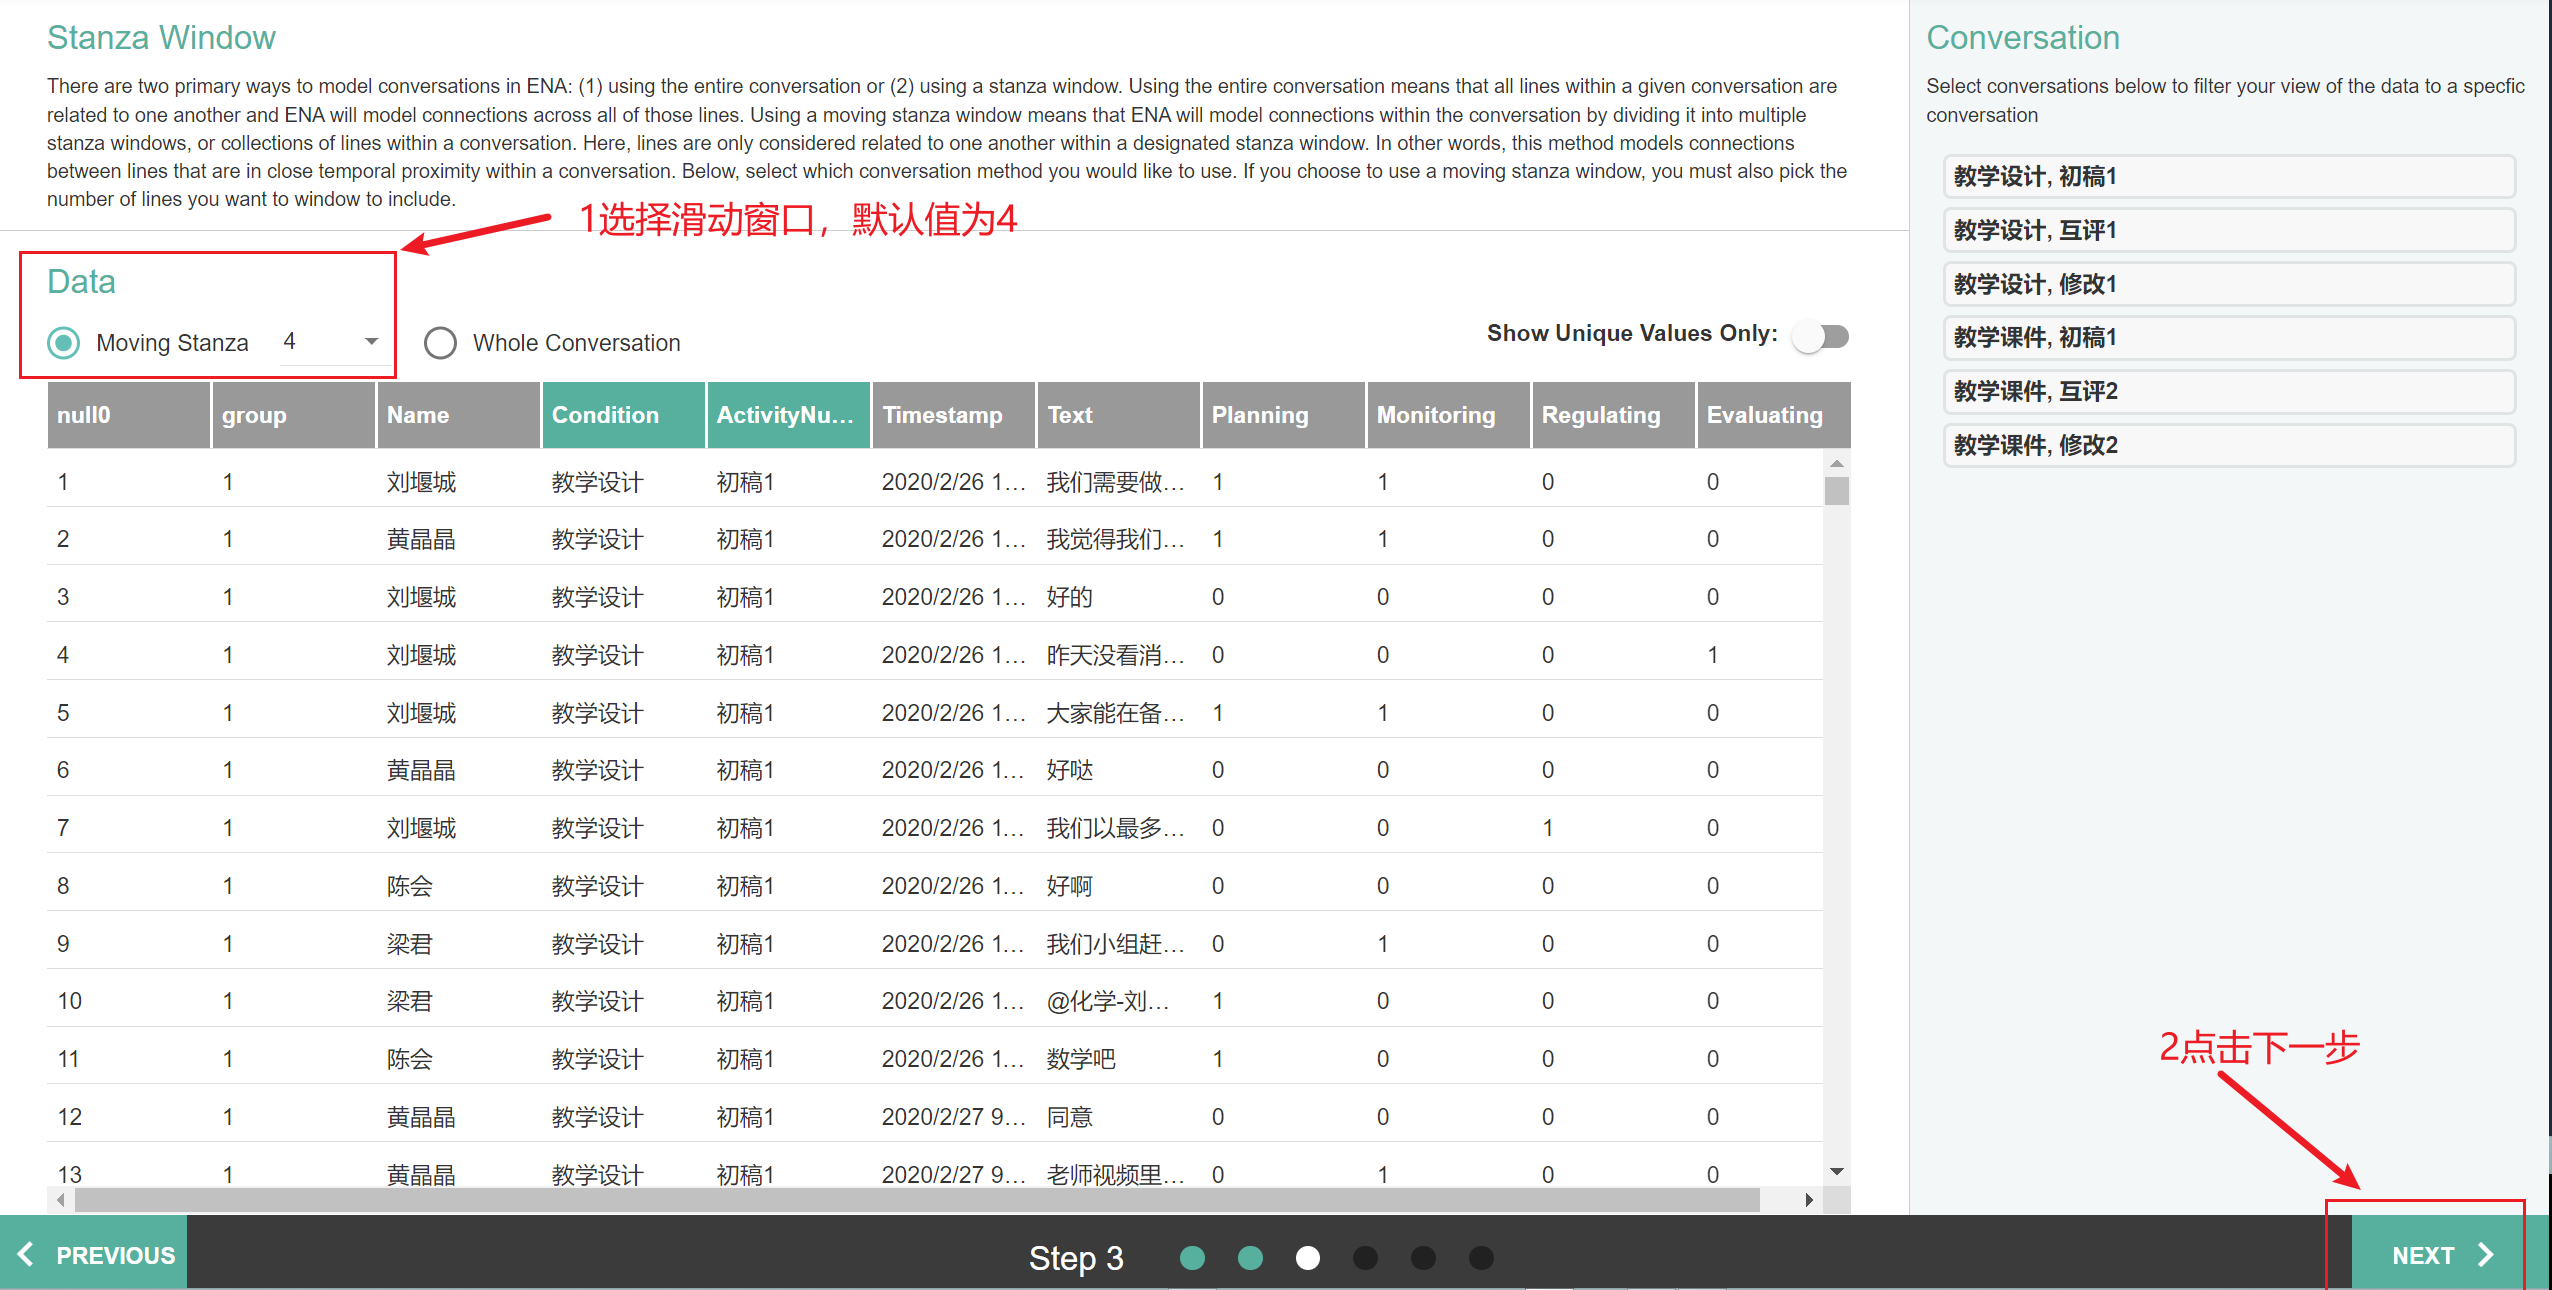 Stanza Window
There are two primary ways to model conversations in ENA: (1) using the entire conversation or (2) using a stanza window. Using the entire conversation means that all lines within a given conversation are
related to one another and ENA will model connections across all of those lines. Using a moving stanza window means that ENA will model connections within the conversation by dividing it into multiple
stanza windows, or collections of lines within a conversation. Here, lines are only considered related to one another within a designated stanza window. In other words, this method models connections
between lines that are in close temporal proximity within a conversation. Below, select which conversation method you would like to use. If you choose to use a moving stanza window, you must also pick the
number of lines you want to window to include.
1选择滑动窗口，默认值为4
Data
Moving Stanza 4 Whole Conversation Show Unique Values Only:
null0 group Name Condition ActivityNu... Timestamp Text Planning Monitoring Regulating Evaluating
1 1 刘堰城 教学设计 初稿1 2020/2/26 1... 我们需要做... 1 1 0 0
2 1 黄晶晶 教学设计 初稿1 2020/2/26 1... 我觉得我们... 1 1 0 0
3 1 刘堰城 教学设计 初稿1 2020/2/26 1... 好的 0 0 0 0
4 1 刘堰城 教学设计 初稿1 2020/2/26 1... 昨天没看消... 0 0 0 1
5 1 刘堰城 教学设计 初稿1 2020/2/26 1... 大家能在备... 1 1 0 0
6 1 黄晶晶 教学设计 初稿1 2020/2/26 1... 好哒 0 0 0 0
7 1 刘堰城 教学设计 初稿1 2020/2/26 1... 我们以最多... 0 0 1 0
8 1 陈会 教学设计 初稿1 2020/2/26 1... 好啊 0 0 0 0
9 1 梁君 教学设计 初稿1 2020/2/26 1... 我们小组赶... 0 1 0 0
10 1 梁君 教学设计 初稿1 2020/2/26 1... @化学-刘... 1 0 0 0
11 1 陈会 教学设计 初稿1 2020/2/26 1... 数学吧 1 0 0 0
12 1 黄晶晶 教学设计 初稿1 2020/2/27 9... 同意 0 0 0 0
13 1 黄晶晶 教学设计 初稿1 2020/2/27 9... 老师视频里... 0 1 0 0
Conversation
Select conversations below to filter your view of the data to a specfic
conversation
教学设计, 初稿1
教学设计, 互评1
教学设计, 修改1
教学课件, 初稿1
教学课件, 互评2
教学课件, 修改2
2点击下一步
PREVIOUS Step 3 NEXT